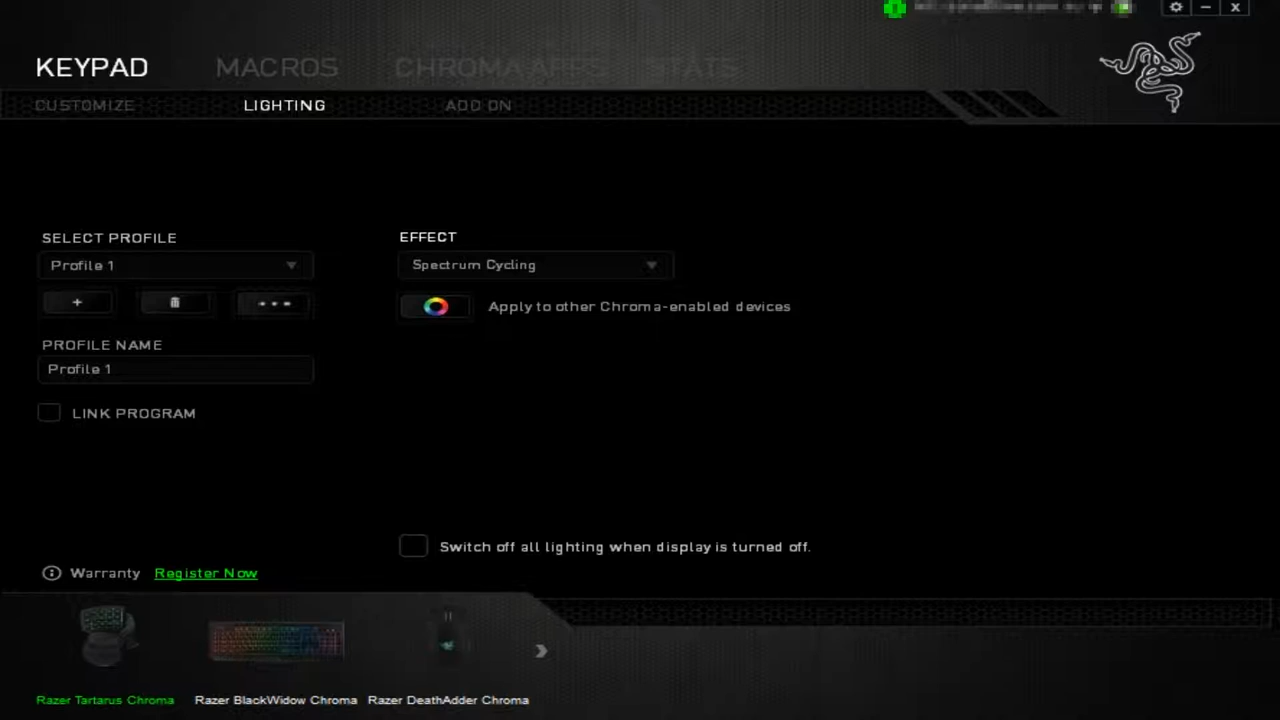 KEYPAD MACROS CHROMA APPS STATS
CUSTOMIZE LIGHTING ADD ON
SELECT PROFILE
Profile 1
PROFILE NAME
Profile 1
LINK PROGRAM
EFFECT
Spectrum Cycling
Apply to other Chroma-enabled devices
Switch off all lighting when display is turned off.
Warranty Register Now
Razer Tartarus Chroma Razer BlackWidow Chroma Razer DeathAdder Chroma